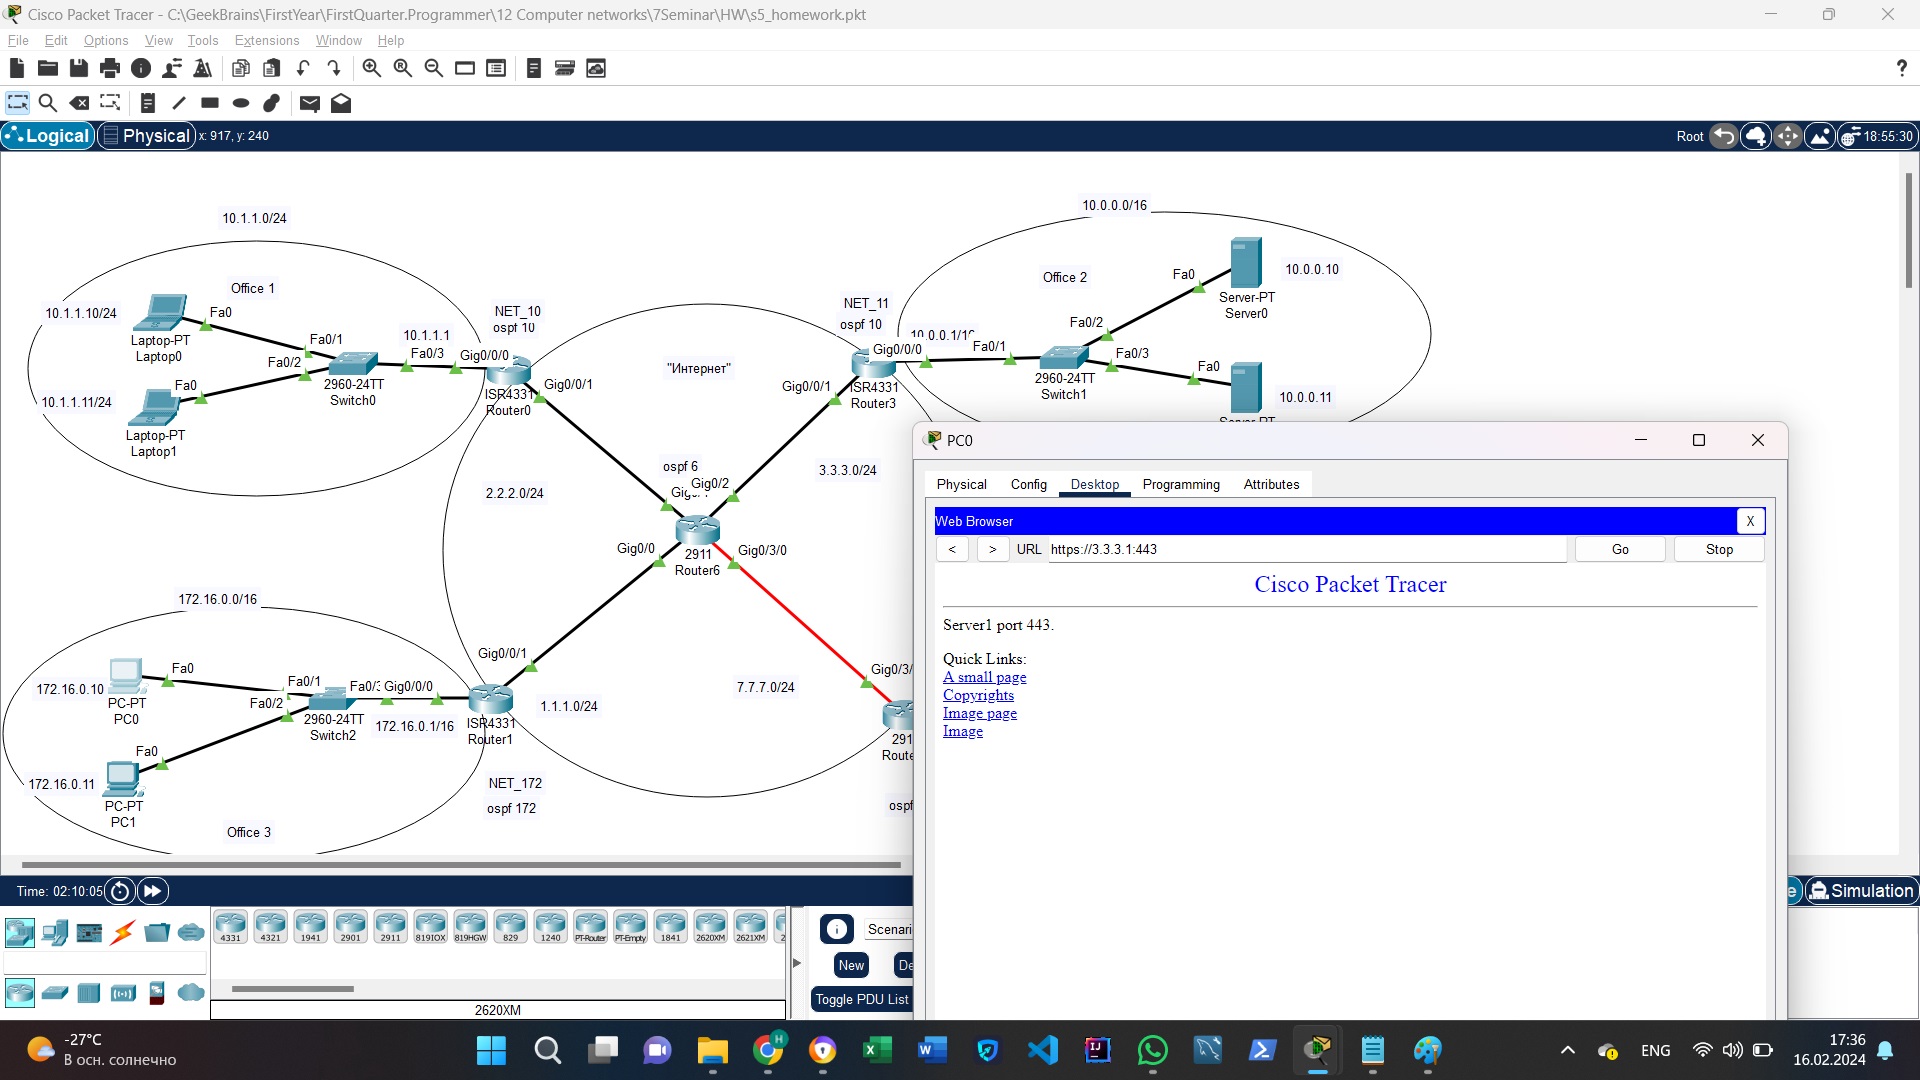 Cisco Packet Tracer - C:\GeekBrains\FirstYear\FirstQuarter.Programmer\12 Computer networks\7Seminar\HW\s5_homework.pkt
File Edit Options View Tools Extensions Window Help
?
Logical Physical x: 917, y: 240
Root 18:55:30
10.1.1.0/24
Office 1
10.1.1.10/24
Fa0
Laptop-PT
Laptop0
Fa0/1
Fa0/2
10.1.1.1
Fa0/3
Gig0/0/0
2960-24TT
Switch0
Fa0
10.1.1.11/24
Laptop-PT
Laptop1
NET_10
ospf 10
ISR4331
Router0
Gig0/0/1
"Интернет"
NET_11
ospf 10
Gig0/0/0
Gig0/0/1
ISR4331
Router3
10.0.0.0/16
Office 2
Fa0/1
Fa0/2
Fa0/3
2960-24TT
Switch1
Fa0
10.0.0.10
Server-PT
Server0
Fa0
10.0.0.11
2.2.2.0/24
3.3.3.0/24
ospf 6
Gig0/2
Gig0/0
Gig0/3/0
2911
Router6
172.16.0.0/16
172.16.0.10
Fa0
PC-PT
PC0
Fa0/1
Fa0/2
Gig0/0/0
2960-24TT
Switch2
172.16.0.1/16
Fa0
172.16.0.11
PC-PT
PC1
Office 3
Gig0/0/1
ISR4331
Router1
1.1.1.0/24
NET_172
ospf 172
7.7.7.0/24
Gig0/3/
291
Route
ospf
PC0
Physical Config Desktop Programming Attributes
Web Browser X
< > URL https://3.3.3.1:443 Go Stop
Cisco Packet Tracer
Server1 port 443.
Quick Links:
A small page
Copyrights
Image page
Image
Time: 02:10:05
e Simulation
4331 4321 1941 2901 2911 819IOX 819HGW 829 1240 PT-Router PT-Empty 1841 2620XM 2621XM 2
2620XM
Scenari
New De
Toggle PDU List
-27°C
В осн. солнечно
ENG
17:36
16.02.2024